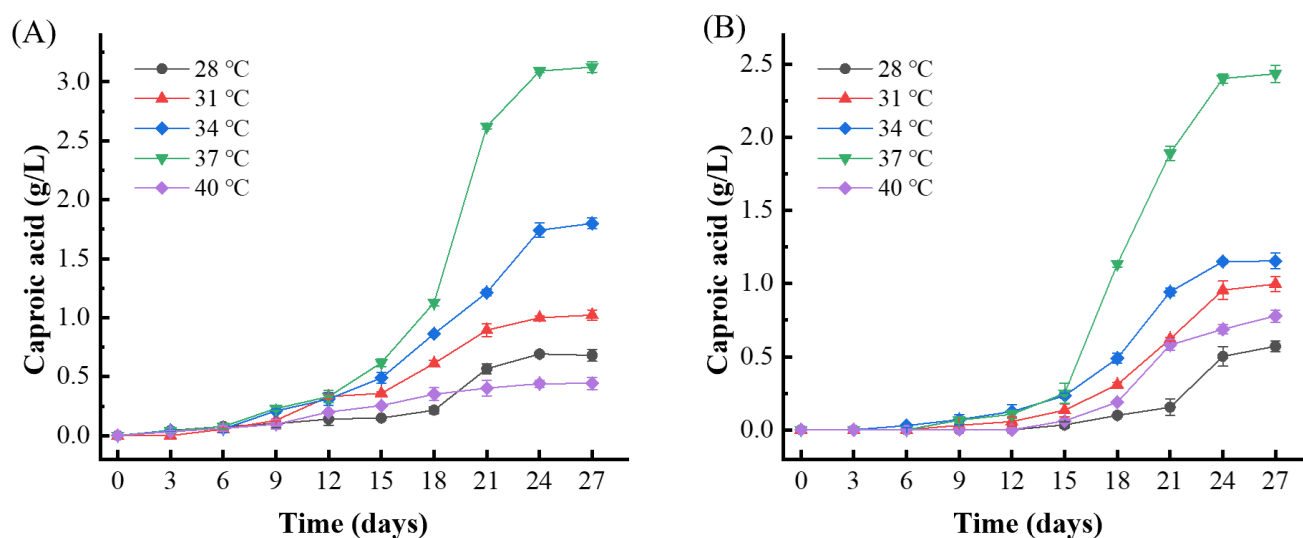 (A)
Caproic acid (g/L)
3.0
2.5
2.0
1.5
1.0
0.5
0.0
28 ℃
31 ℃
34 ℃
37 ℃
40 ℃
0 3 6 9 12 15 18 21 24 27
Time (days)
(B)
Caproic acid (g/L)
2.5
2.0
1.5
1.0
0.5
0.0
28 ℃
31 ℃
34 ℃
37 ℃
40 ℃
0 3 6 9 12 15 18 21 24 27
Time (days)